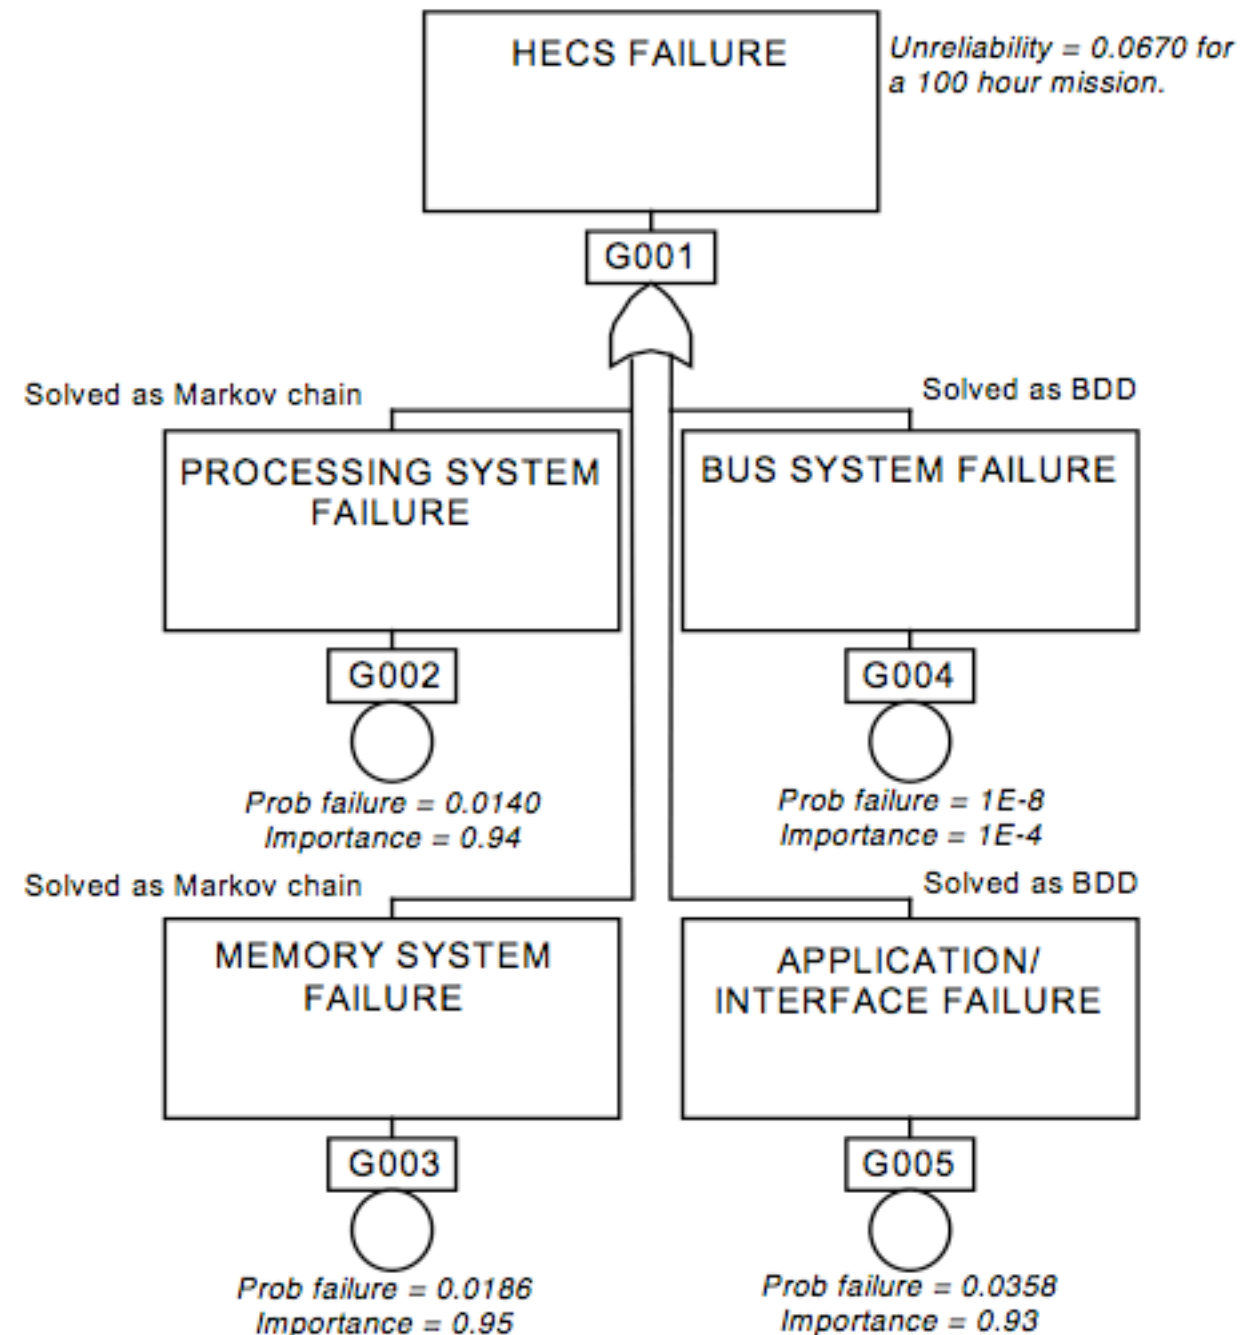 HECS FAILURE
Unreliability = 0.0670 for
a 100 hour mission.
G001
Solved as Markov chain
Solved as BDD
PROCESSING SYSTEM
FAILURE
BUS SYSTEM FAILURE
G002
G004
Prob failure = 0.0140
Importance = 0.94
Prob failure = 1E-8
Importance = 1E-4
Solved as Markov chain
Solved as BDD
MEMORY SYSTEM
FAILURE
APPLICATION/
INTERFACE FAILURE
G003
G005
Prob failure = 0.0186
Importance = 0.95
Prob failure = 0.0358
Importance = 0.93